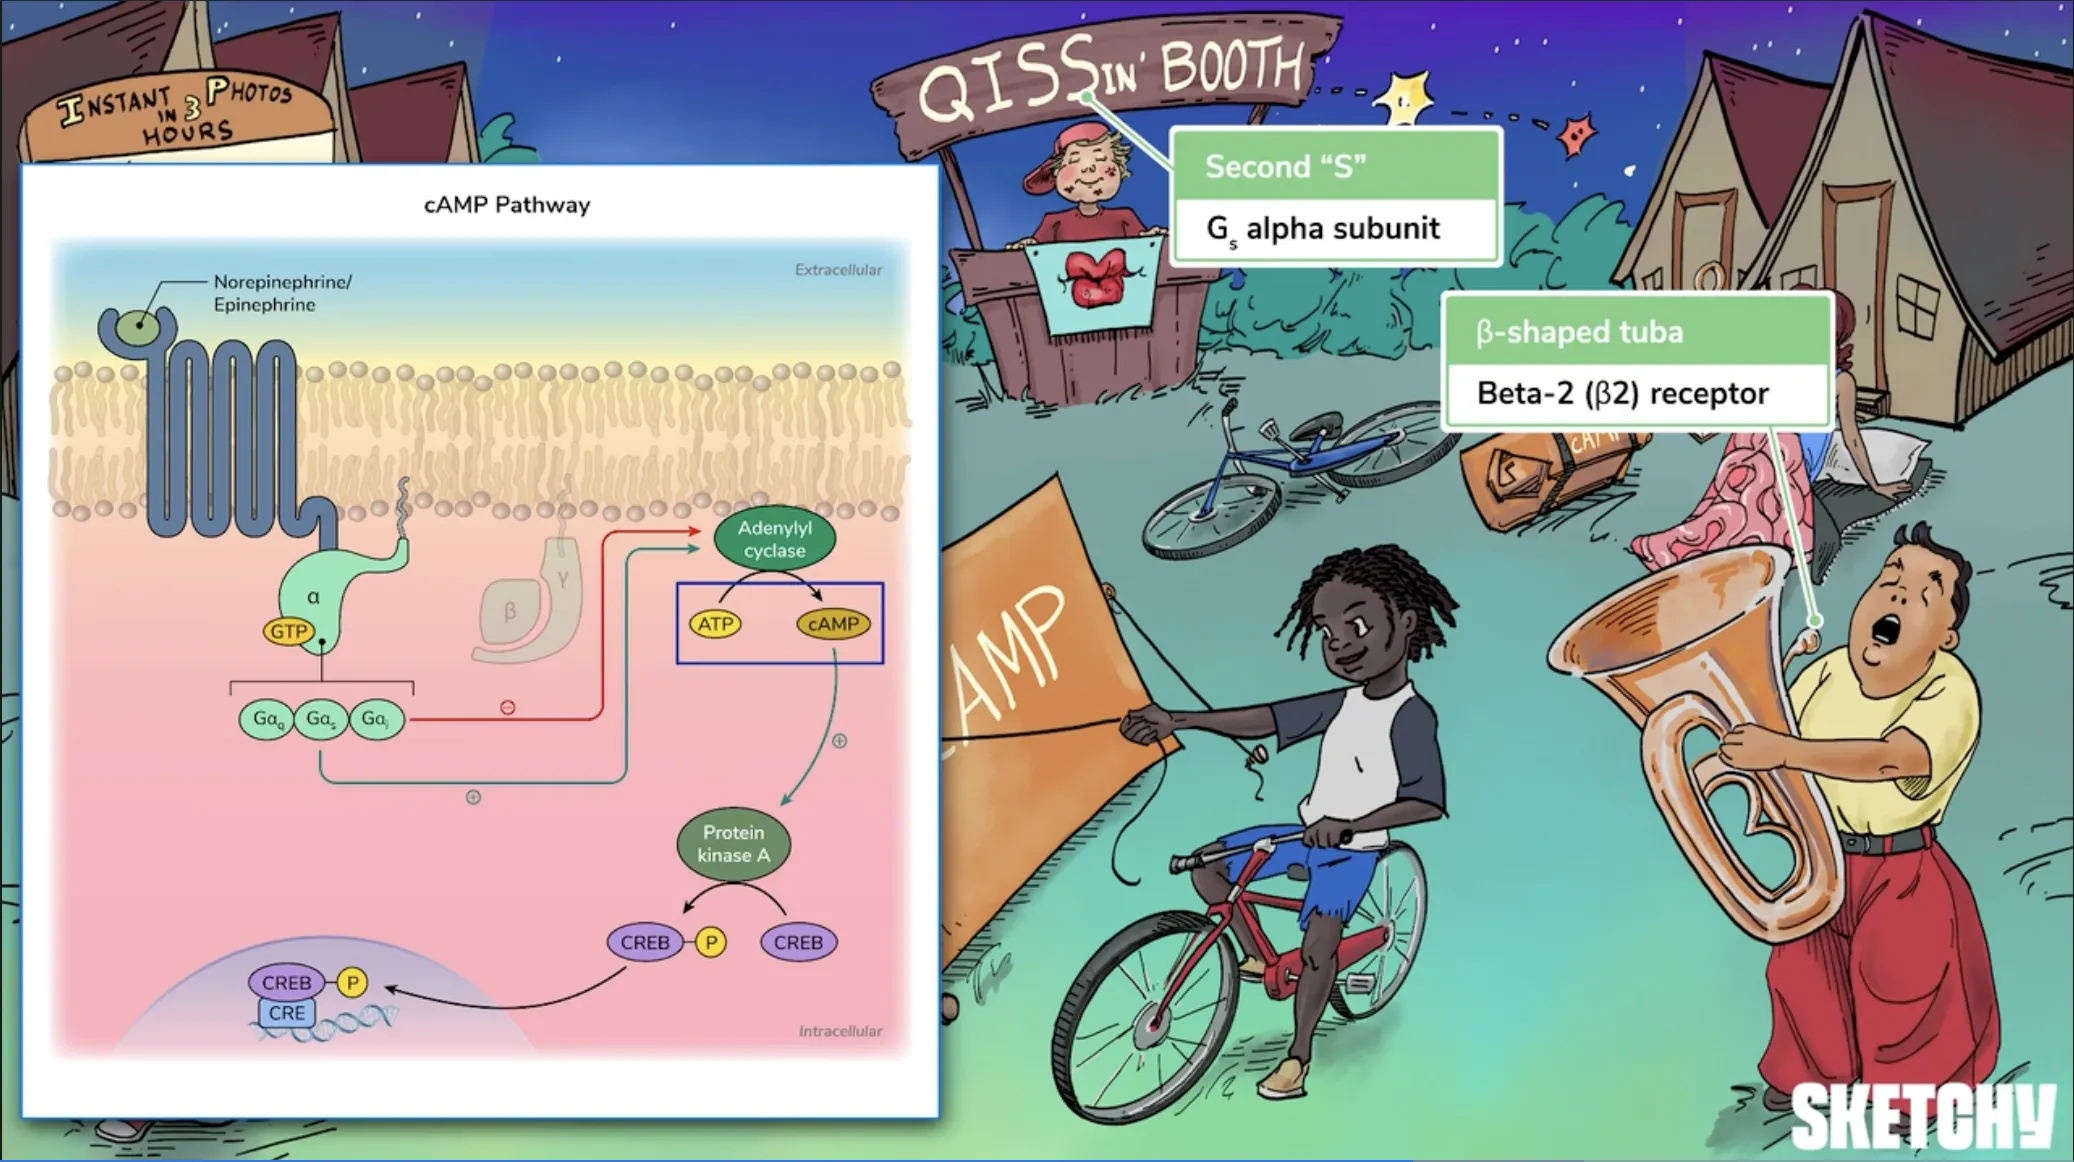 INSTANT
IN 3 PHOTOS
HOURS
QISSIN' BOOTH
Second “S”
Gs alpha subunit
β-shaped tuba
Beta-2 (β2) receptor
cAMP
AMP
cAMP Pathway
Extracellular
Norepinephrine/
Epinephrine
Adenylyl
cyclase
α
GTP
β
γ
ATP
cAMP
Gαq
Gαs
Gαi
⊖
⊕
⊕
Protein
kinase A
CREB P
CREB
CREB P
CRE
Intracellular
SKETCHY